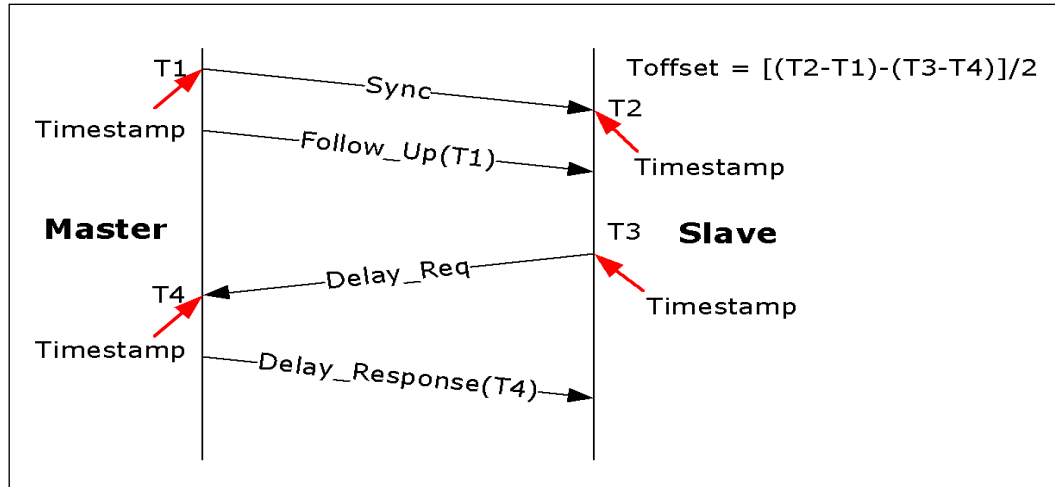 T1
Toffset = [(T2-T1)-(T3-T4)]/2
Sync
T2
Timestamp
Follow_Up(T1)
Timestamp
Master
T3
Slave
Delay_Req
T4
Timestamp
Timestamp
Delay_Response(T4)